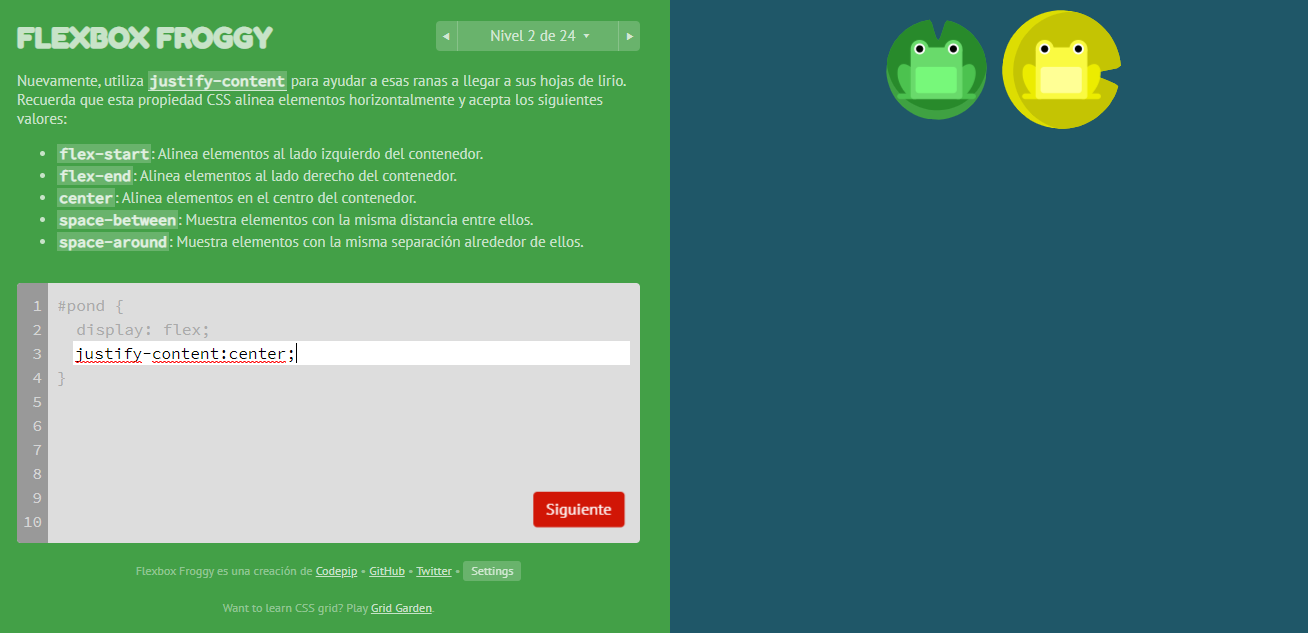 FLEXBOX FROGGY
◀ Nivel 2 de 24 ▾ ▶
Nuevamente, utiliza justify-content para ayudar a esas ranas a llegar a sus hojas de lirio.
Recuerda que esta propiedad CSS alinea elementos horizontalmente y acepta los siguientes
valores:
• flex-start: Alinea elementos al lado izquierdo del contenedor.
• flex-end: Alinea elementos al lado derecho del contenedor.
• center: Alinea elementos en el centro del contenedor.
• space-between: Muestra elementos con la misma distancia entre ellos.
• space-around: Muestra elementos con la misma separación alrededor de ellos.
1 #pond {
2 display: flex;
3 justify-content:center;
4 }
5
6
7
8
9
10
Siguiente
Flexbox Froggy es una creación de Codepip • GitHub • Twitter • Settings
Want to learn CSS grid? Play Grid Garden.